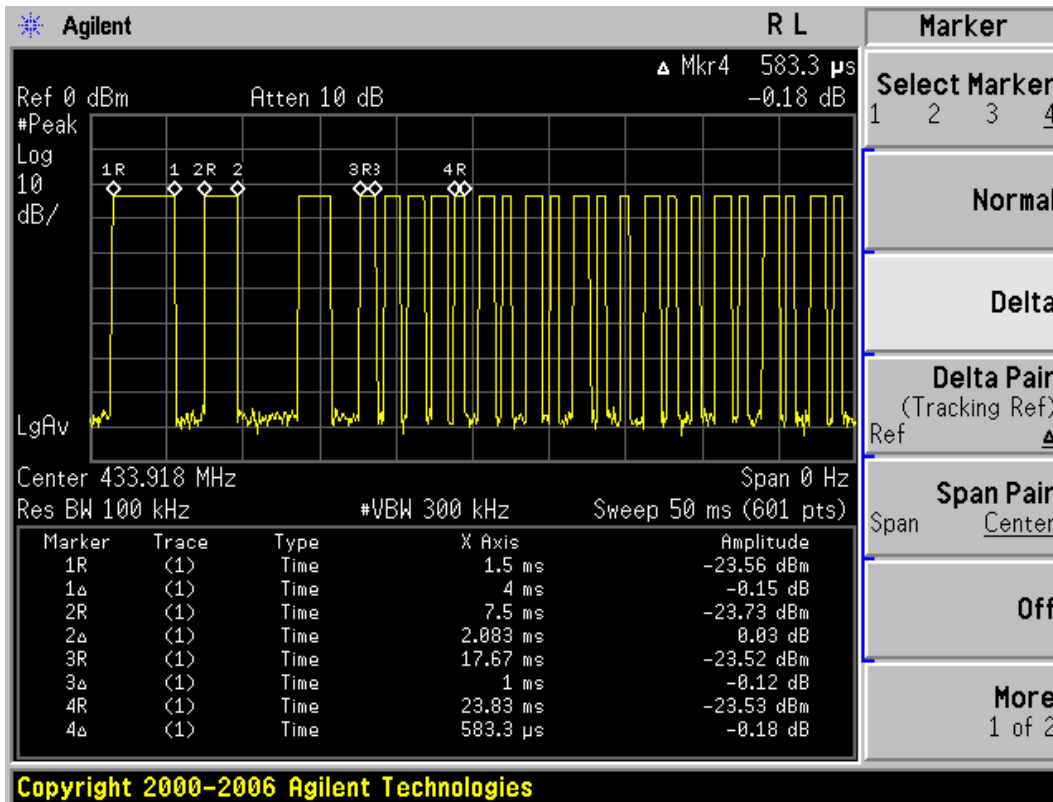 Agilent R L
Δ Mkr4 583.3 µs
Ref 0 dBm Atten 10 dB -0.18 dB
#Peak
Log
10
dB/
1R 1 2R 2 3R3 4R
LgAv
Center 433.918 MHz Span 0 Hz
Res BW 100 kHz #VBW 300 kHz Sweep 50 ms (601 pts)
Marker Trace Type X Axis Amplitude
1R (1) Time 1.5 ms -23.56 dBm
1Δ (1) Time 4 ms -0.15 dB
2R (1) Time 7.5 ms -23.73 dBm
2Δ (1) Time 2.083 ms 0.03 dB
3R (1) Time 17.67 ms -23.52 dBm
3Δ (1) Time 1 ms -0.12 dB
4R (1) Time 23.83 ms -23.53 dBm
4Δ (1) Time 583.3 µs -0.18 dB
Copyright 2000-2006 Agilent Technologies
Marker
Select Marker
1 2 3 4
Normal
Delta
Delta Pair
(Tracking Ref)
Ref Δ
Span Pair
Span Center
Off
More
1 of 2